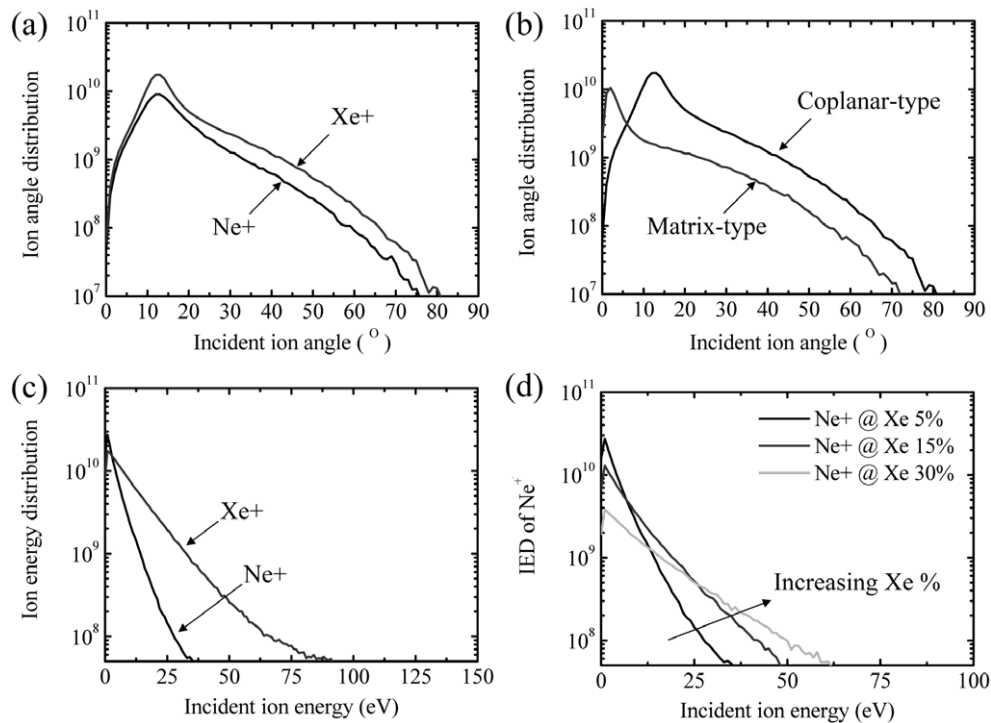 (a)
10^11
10^10
10^9
10^8
10^7
Ion angle distribution
Xe+
Ne+
0 10 20 30 40 50 60 70 80 90
Incident ion angle ( ^O )
(b)
10^11
10^10
10^9
10^8
10^7
Ion angle distribution
Coplanar-type
Matrix-type
0 10 20 30 40 50 60 70 80 90
Incident ion angle ( ^O )
(c)
10^11
10^10
10^9
10^8
Ion energy distribution
Xe+
Ne+
0 25 50 75 100 125 150
Incident ion energy (eV)
(d)
10^11
10^10
10^9
10^8
IED of Ne^+
Ne+ @ Xe 5%
Ne+ @ Xe 15%
Ne+ @ Xe 30%
Increasing Xe %
0 25 50 75 100
Incident ion energy (eV)